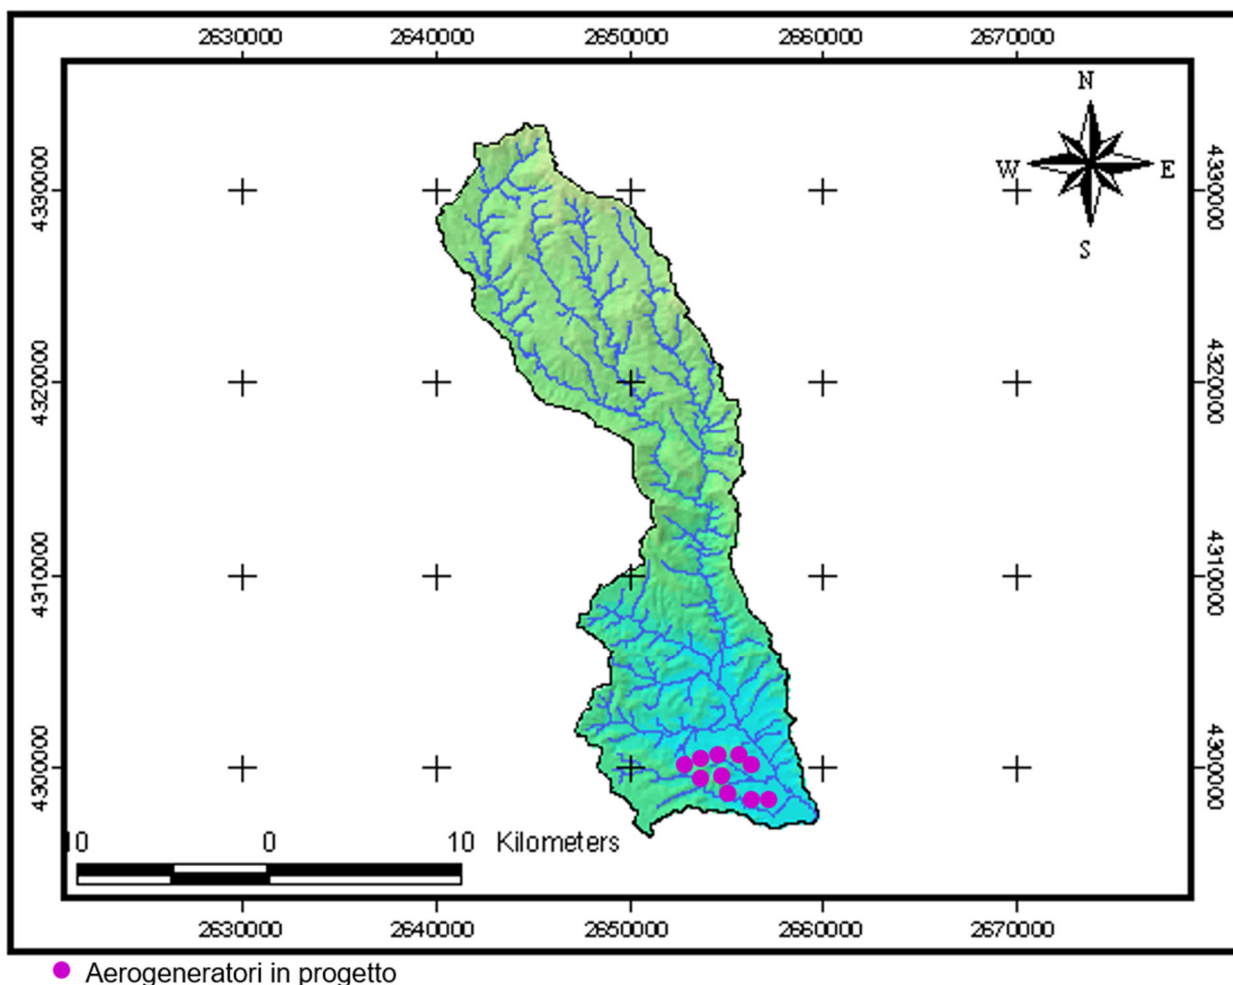 2630000 2640000 2650000 2660000 2670000
N
W E
S
4330000 4330000
4320000 4320000
4310000 4310000
4300000 4300000
10 0 10 Kilometers
2630000 2640000 2650000 2660000 2670000
Aerogeneratori in progetto